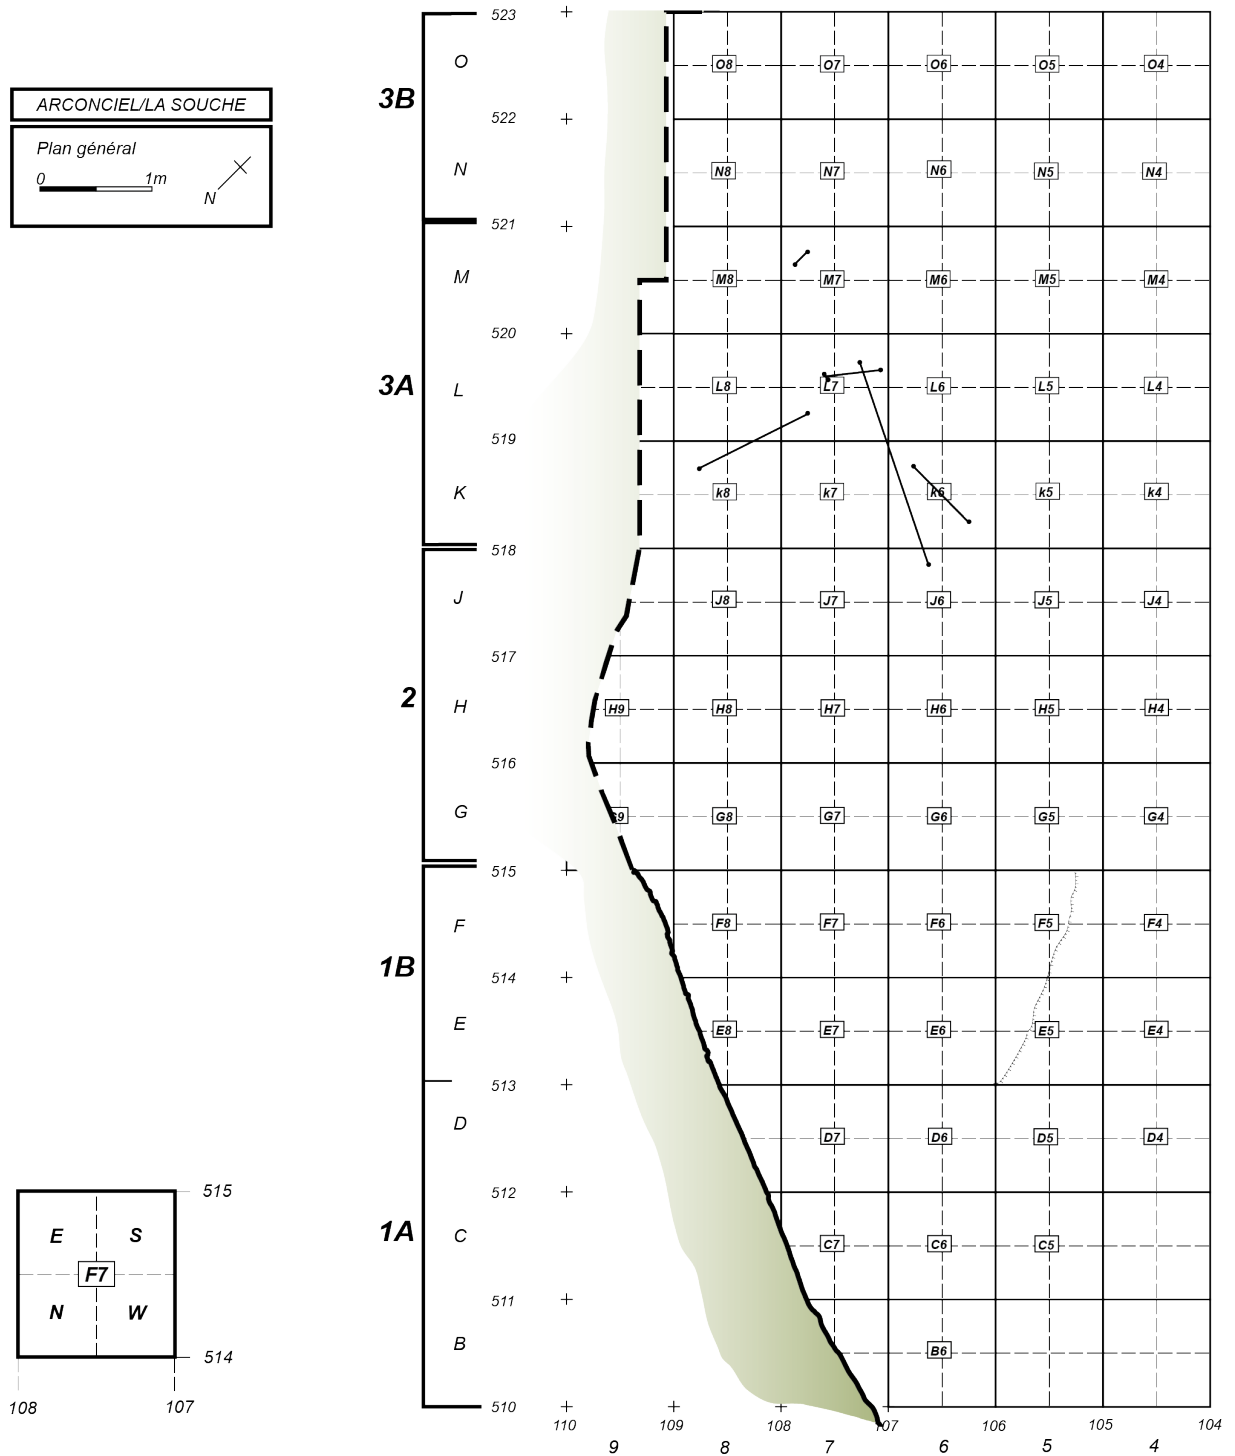 ARCONCIEL/LA SOUCHE
Plan général
0 1m
N
3B
3A
2
1B
1A
O
N
M
L
K
J
H
G
F
E
D
C
B
523
522
521
520
519
518
517
516
515
514
513
512
511
510
O8 O7 O6 O5 O4
N8 N7 N6 N5 N4
M8 M7 M6 M5 M4
L8 L7 L6 L5 L4
k8 k7 k6 k5 k4
J8 J7 J6 J5 J4
H9 H8 H7 H6 H5 H4
G9 G8 G7 G6 G5 G4
F8 F7 F6 F5 F4
E8 E7 E6 E5 E4
D7 D6 D5 D4
C7 C6 C5
B6
110 109 108 107 106 105 104
9 8 7 6 5 4
515
E S
F7
N W
514
108 107